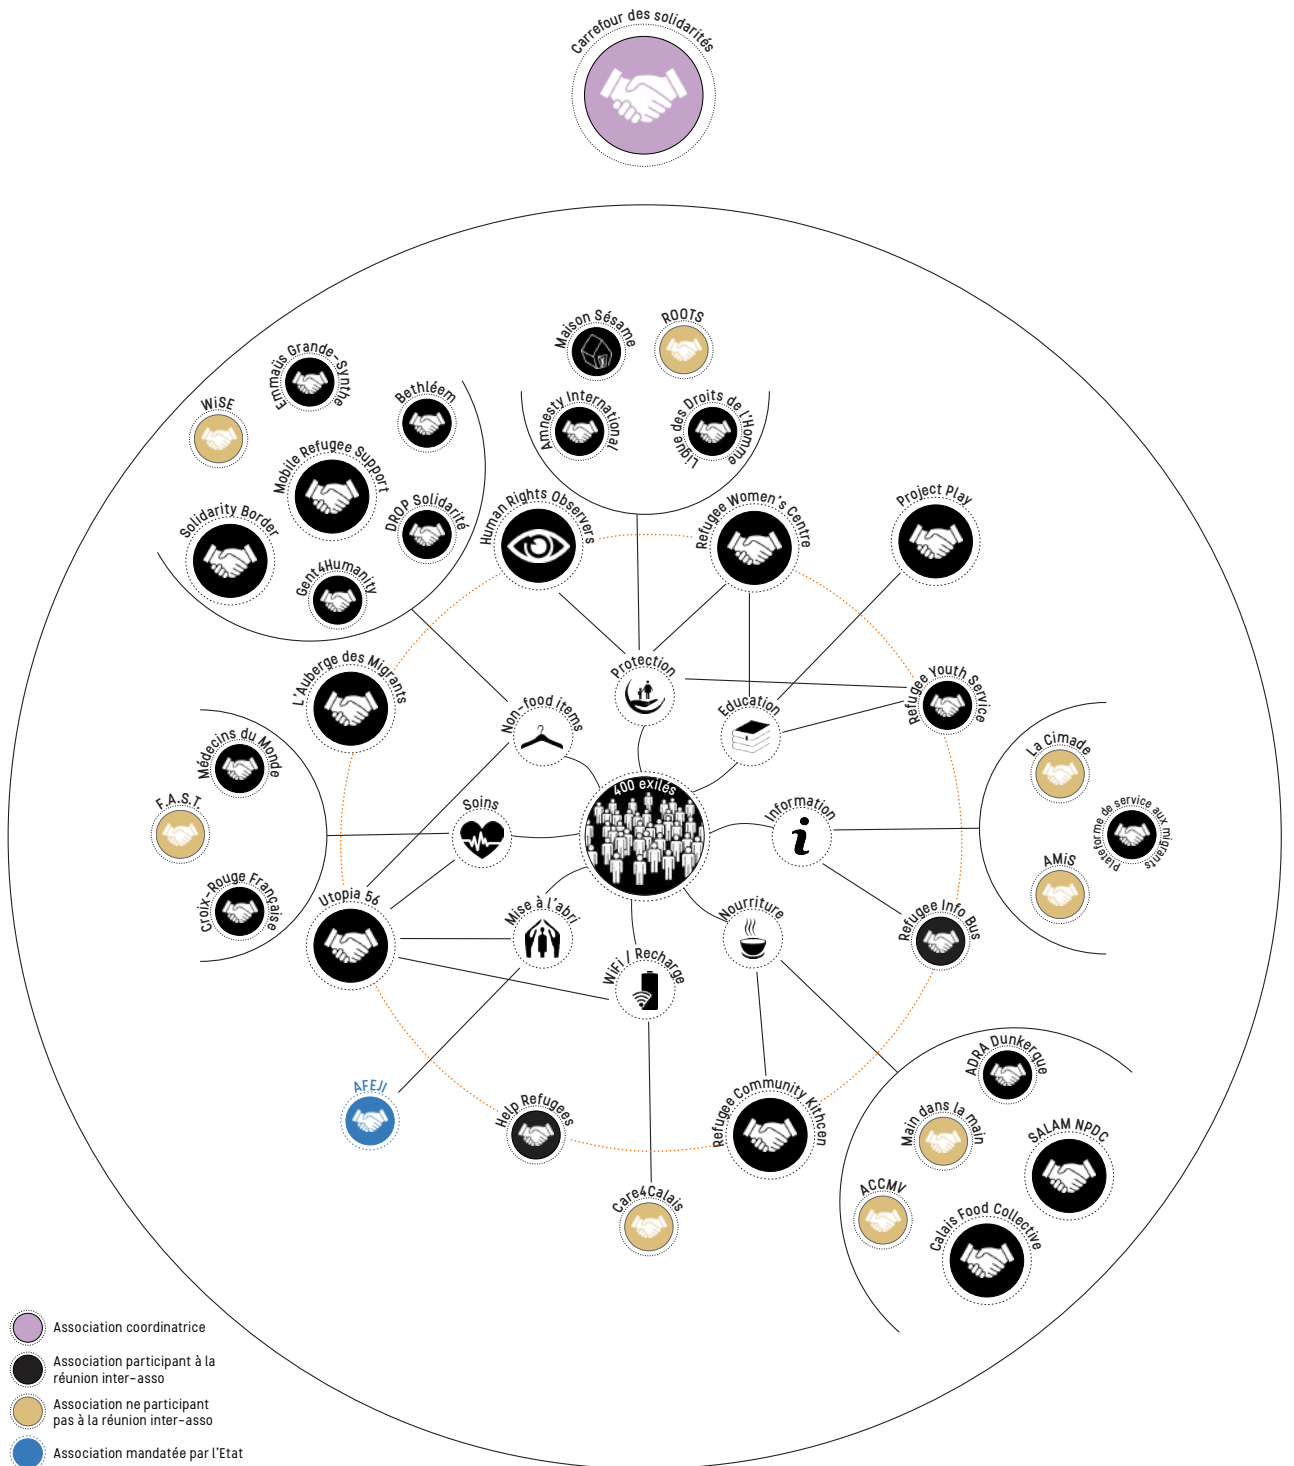 Carrefour des solidarités
Maison Sésame
ROOTS
Emmaüs Grande-Synthe
Bethléem
WiSE
Amnesty International
Ligue des Droits de l'Homme
Mobile Refugee Support
DROP Solidarité
Solidarity Border
Gent4Humanity
Human Rights Observers
Refugee Women's Centre
Project Play
L'Auberge des Migrants
Protection
Refugee Youth Service
Non-food items
Education
Médecins du Monde
La Cimade
F.A.S.T.
Soins
400 exilés
Information
Plateforme de service aux migrants
AMiS
Croix-Rouge Française
Utopia 56
Mise à l'abri
Nourriture
Refugee Info Bus
WiFi / Recharge
AFEJI
Help Refugees
Refugee Community Kithcen
ADRA Dunkerque
Main dans la main
SALAM NPDC
ACCMV
Care4Calais
Calais Food Collective
Association coordinatrice
Association participant à la
réunion inter-asso
Association ne participant
pas à la réunion inter-asso
Association mandatée par l'Etat